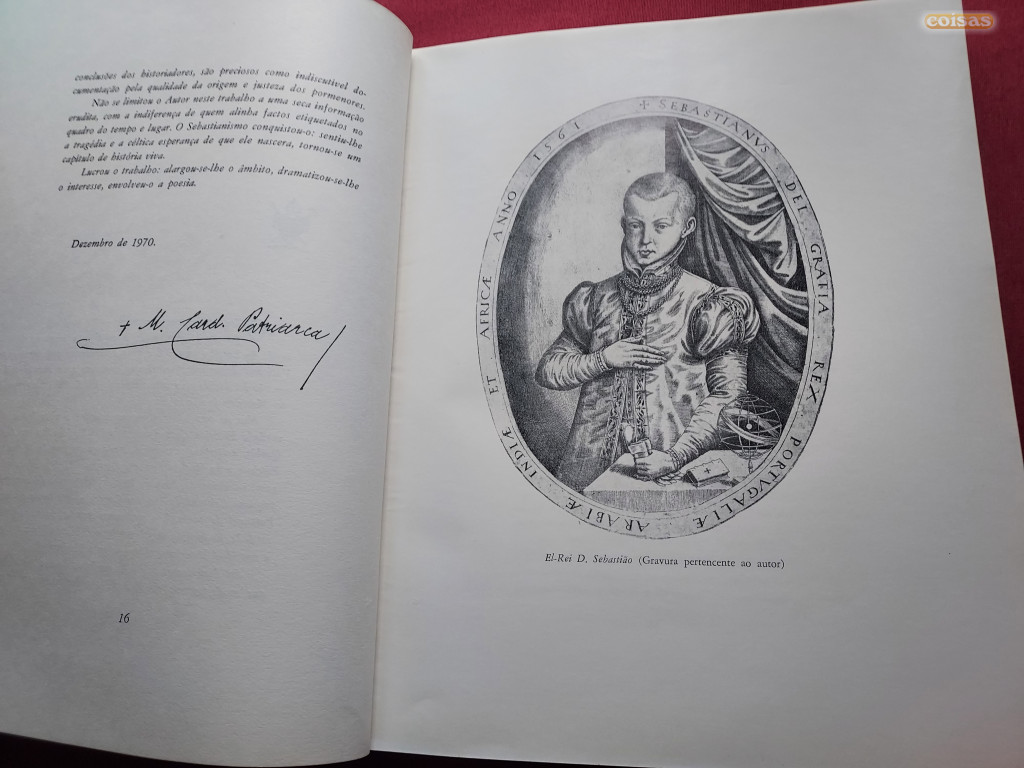 conclusões dos historiadores, são preciosos como indiscutível do-
cumentação pela qualidade da origem e justeza dos pormenores.
Não se limitou o Autor neste trabalho a uma seca informação
erudita, com a indiferença de quem alinha factos etiquetados no
quadro do tempo e lugar. O Sebastianismo conquistou-o: sentiu-lhe
a tragédia e a céltica esperança de que ele nascera, tornou-se um
capítulo de história viva.
Lucrou o trabalho: alargou-se-lhe o âmbito, dramatizou-se-lhe
o interesse, envolveu-o a poesia.
Dezembro de 1970.
+ M. Card. Patriarca
16
+ SEBASTIANVS DEI GRATIA REX PORTVGALLIÆ ARABIÆ INDIÆ ET AFRICÆ ANNO 1561
El-Rei D. Sebastião (Gravura pertencente ao autor)
coisas